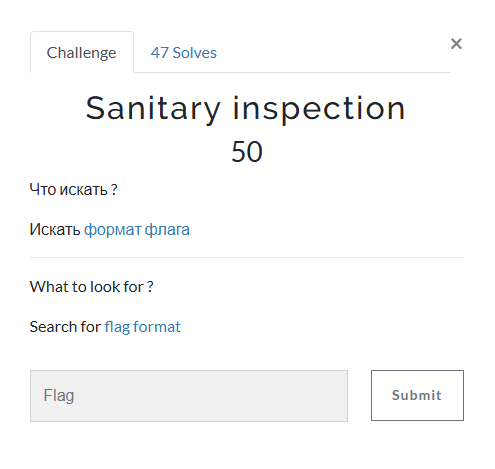 Challenge
47 Solves
×
Sanitary inspection
50
Что искать ?
Искать формат флага
What to look for ?
Search for flag format
Flag
Submit